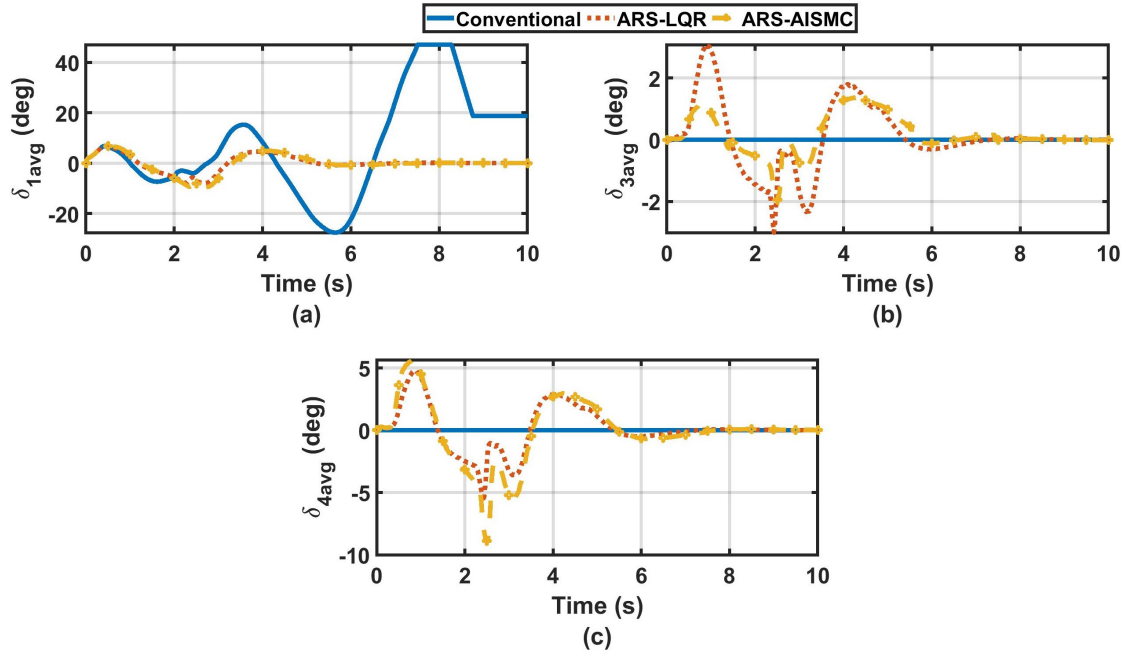 Conventional ARS-LQR ARS-AISMC
δ1avg (deg)
40
20
0
-20
0 2 4 6 8 10
Time (s)
(a)
δ3avg (deg)
2
0
-2
0 2 4 6 8 10
Time (s)
(b)
δ4avg (deg)
5
0
-5
-10
0 2 4 6 8 10
Time (s)
(c)